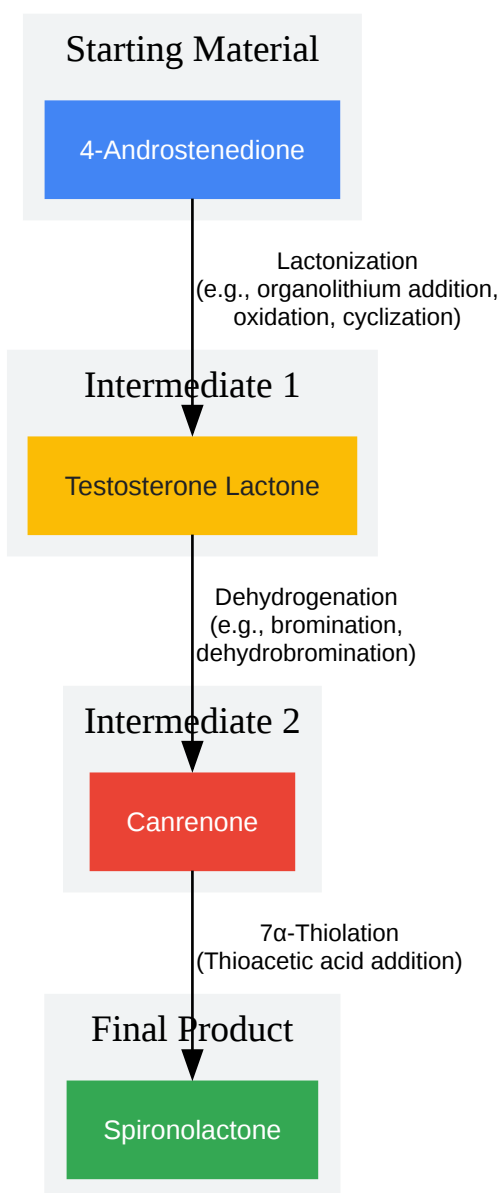 Starting Material
4-Androstenedione
Lactonization
(e.g., organolithium addition,
oxidation, cyclization)
Intermediate 1
Testosterone Lactone
Dehydrogenation
(e.g., bromination,
dehydrobromination)
Intermediate 2
Canrenone
7α-Thiolation
(Thioacetic acid addition)
Final Product
Spironolactone